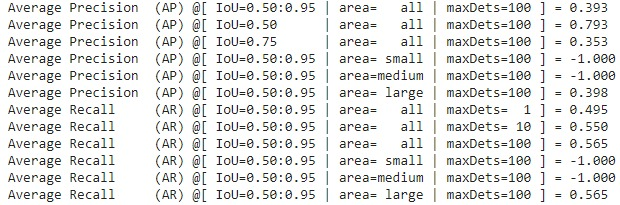 Average Precision  (AP) @[ IoU=0.50:0.95 | area=   all | maxDets=100 ] = 0.393
Average Precision  (AP) @[ IoU=0.50      | area=   all | maxDets=100 ] = 0.793
Average Precision  (AP) @[ IoU=0.75      | area=   all | maxDets=100 ] = 0.353
Average Precision  (AP) @[ IoU=0.50:0.95 | area= small | maxDets=100 ] = -1.000
Average Precision  (AP) @[ IoU=0.50:0.95 | area=medium | maxDets=100 ] = -1.000
Average Precision  (AP) @[ IoU=0.50:0.95 | area= large | maxDets=100 ] = 0.398
Average Recall     (AR) @[ IoU=0.50:0.95 | area=   all | maxDets=  1 ] = 0.495
Average Recall     (AR) @[ IoU=0.50:0.95 | area=   all | maxDets= 10 ] = 0.550
Average Recall     (AR) @[ IoU=0.50:0.95 | area=   all | maxDets=100 ] = 0.565
Average Recall     (AR) @[ IoU=0.50:0.95 | area= small | maxDets=100 ] = -1.000
Average Recall     (AR) @[ IoU=0.50:0.95 | area=medium | maxDets=100 ] = -1.000
Average Recall     (AR) @[ IoU=0.50:0.95 | area= large | maxDets=100 ] = 0.565